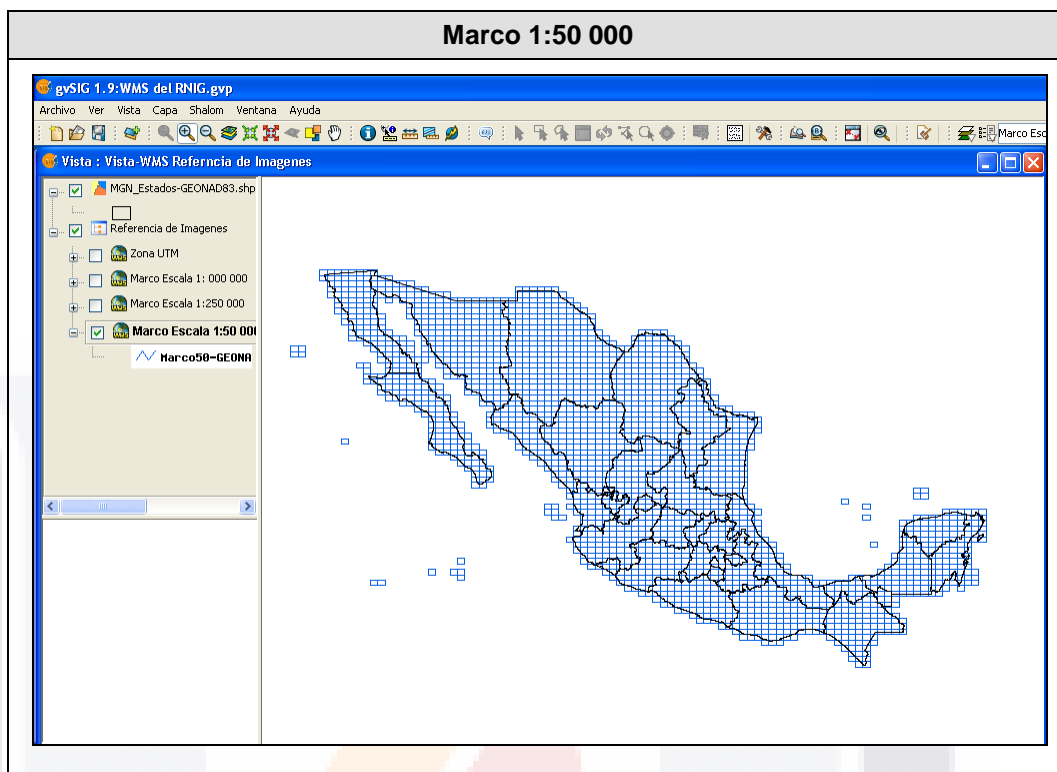 Marco 1:50 000
gvSIG 1.9:WMS del RNIG.gvp
Archivo Ver Vista Capa Shalom Ventana Ayuda
Marco Esc
Vista : Vista-WMS Referncia de Imagenes
MGN_Estados-GEONAD83.shp
Referencia de Imagenes
Zona UTM
Marco Escala 1: 000 000
Marco Escala 1:250 000
Marco Escala 1:50 000
Marco50-GEONA